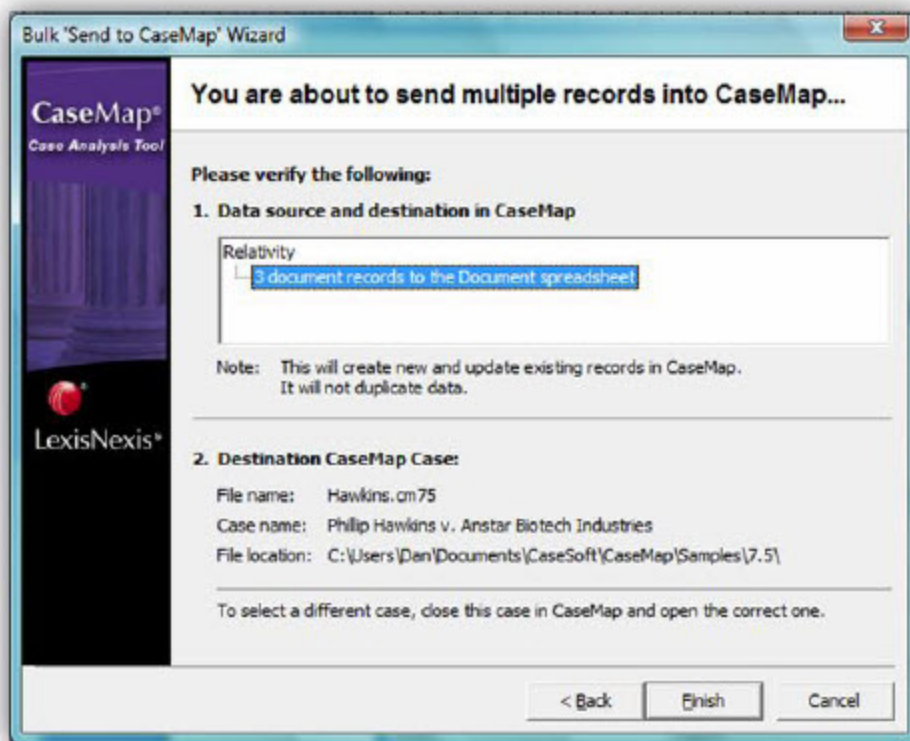 Bulk 'Send to CaseMap' Wizard
CaseMap®
Case Analysis Tool
LexisNexis®
You are about to send multiple records into CaseMap...
Please verify the following:
1. Data source and destination in CaseMap
Relativity
3 document records to the Document spreadsheet
Note: This will create new and update existing records in CaseMap.
It will not duplicate data.
2. Destination CaseMap Case:
File name: Hawkins.cm75
Case name: Phillip Hawkins v. Anstar Biotech Industries
File location: C:\Users\Dan\Documents\CaseSoft\CaseMap\Samples\7.5\
To select a different case, close this case in CaseMap and open the correct one.
< Back Finish Cancel